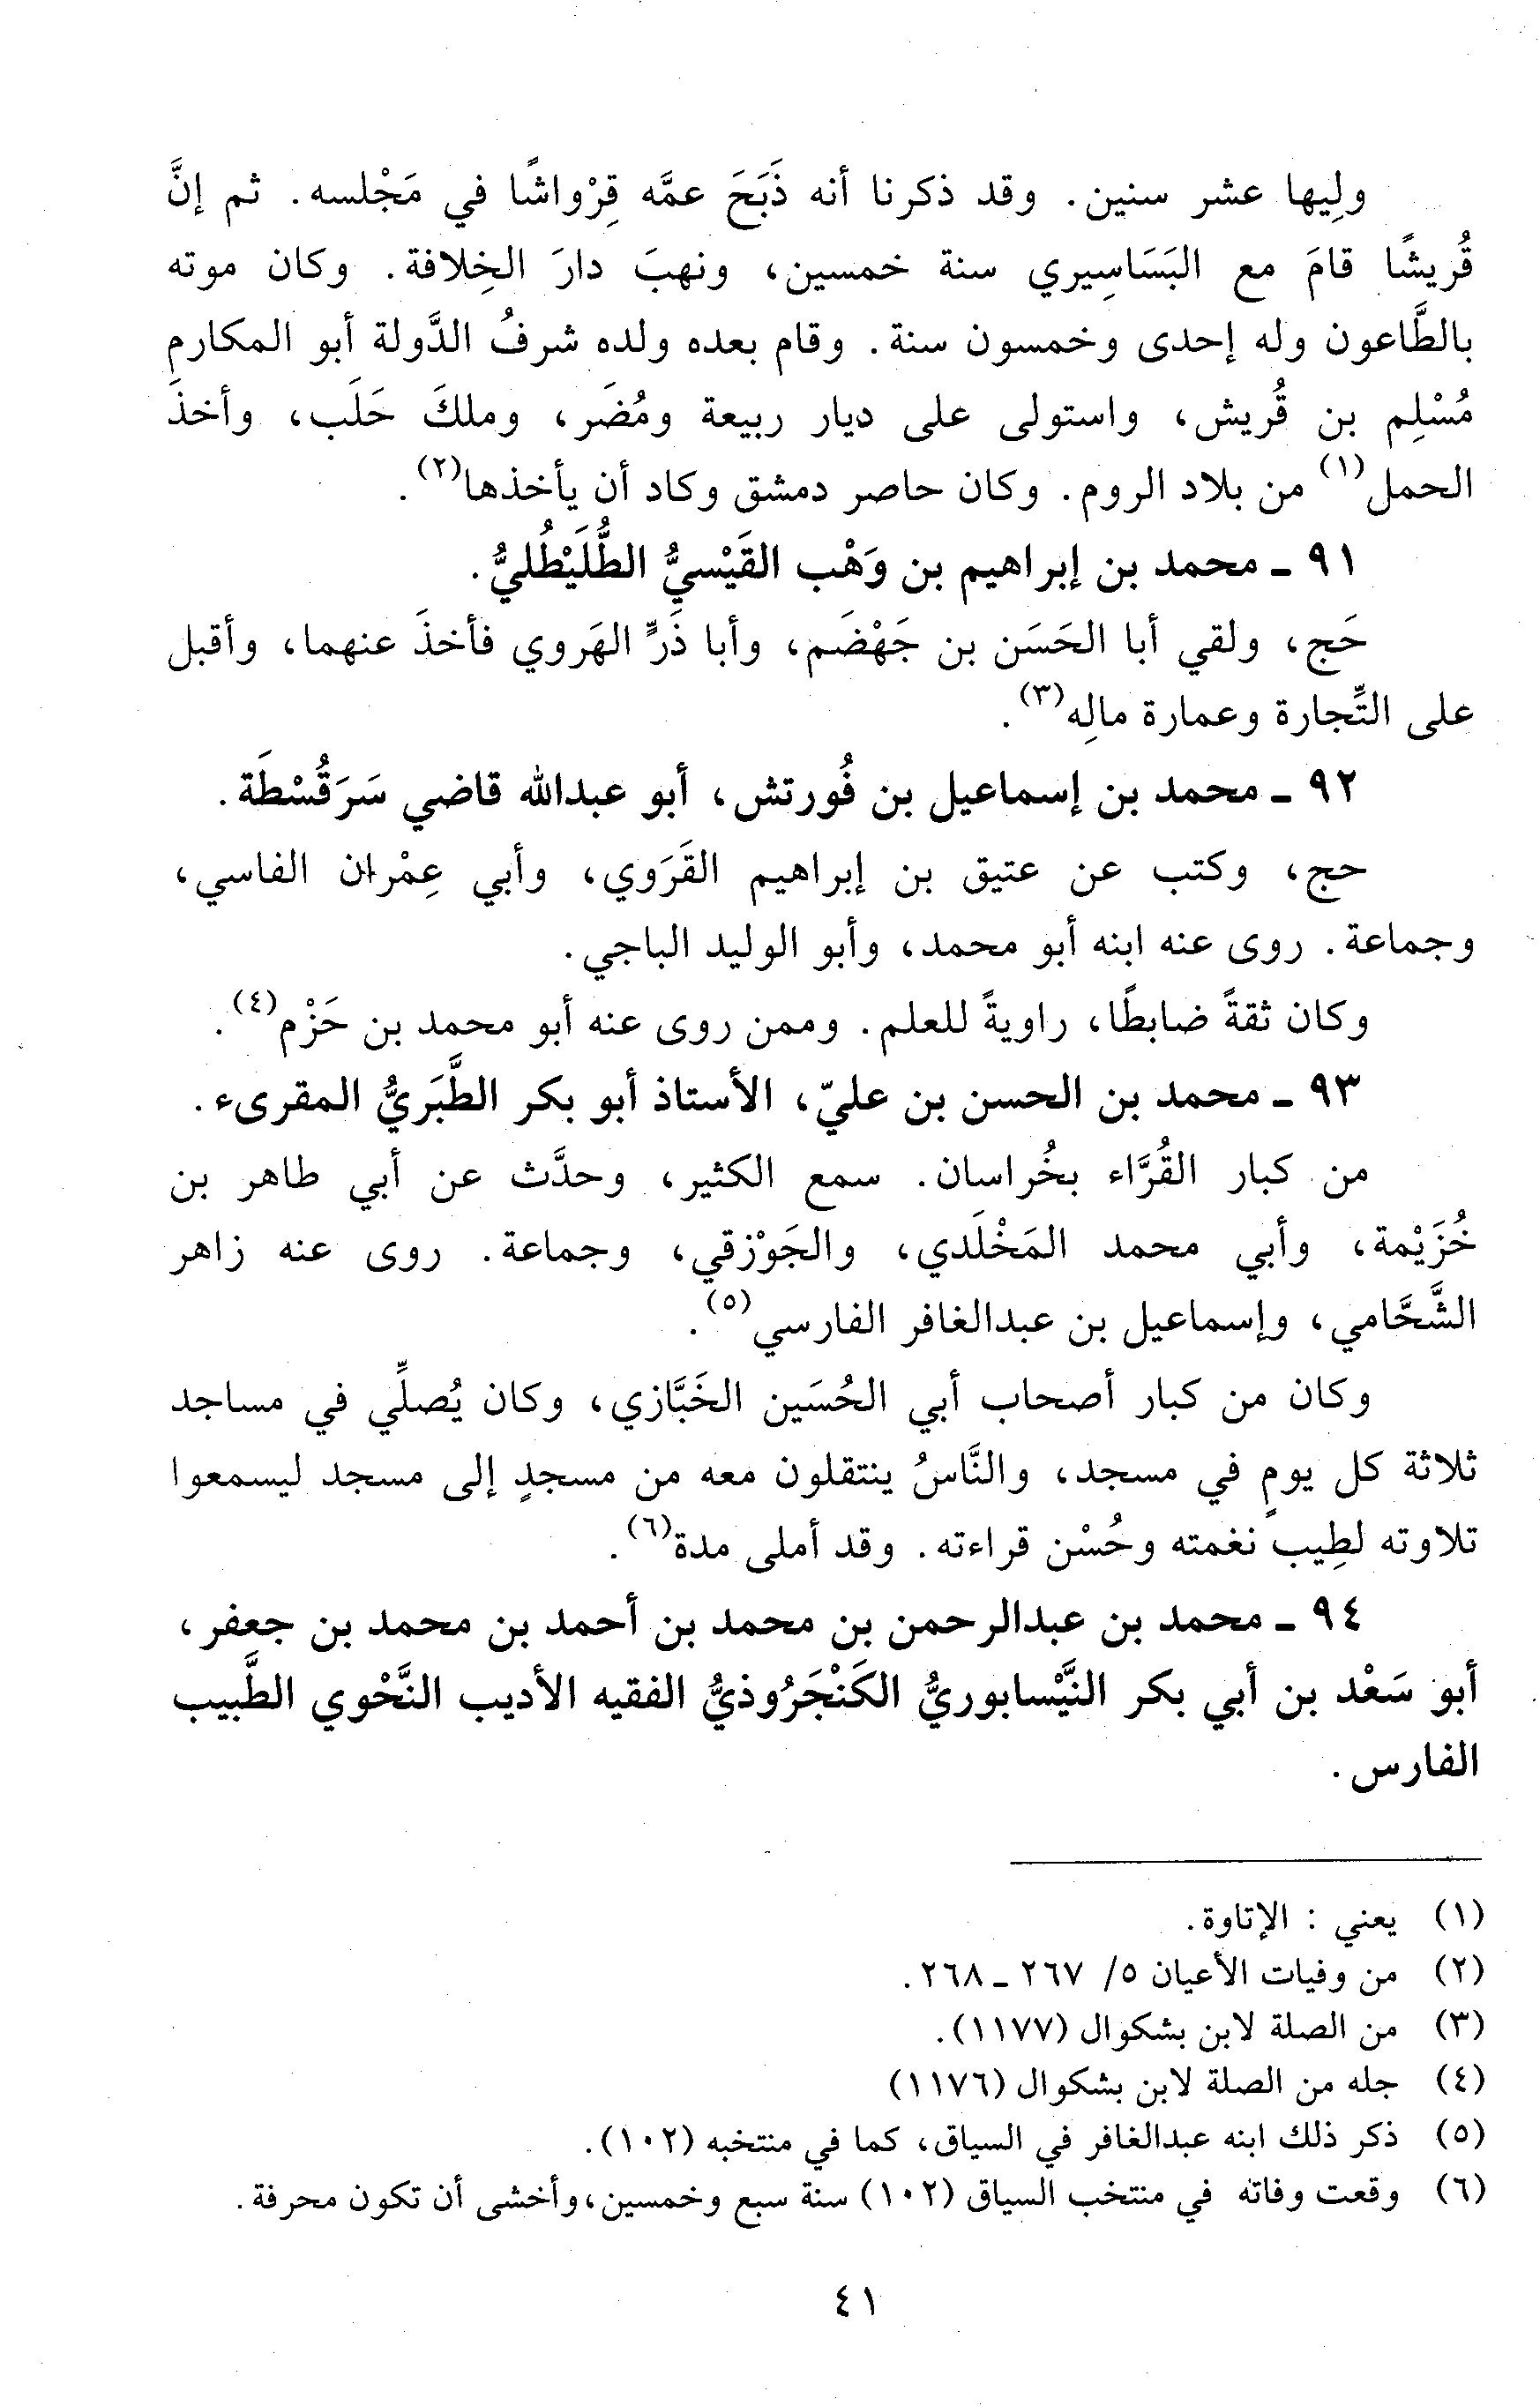 ولِيها عشر سنين. وقد ذكرنا أنه ذَبَحَ عمَّه قِرْواشًا في مَجْلسه. ثم إنَّ
قُريشًا قامَ مع البَسَاسِيري سنة خمسين، ونهبَ دارَ الخِلافة. وكان موته
بالطَّاعون وله إحدى وخمسون سنة. وقام بعده ولده شرفُ الدَّولة أبو المكارم
مُسْلِم بن قُريش، واستولى على ديار ربيعة ومُضَر، وملكَ حَلَب، وأخذَ
الحمل(١) من بلاد الروم. وكان حاصر دمشق وكاد أن يأخذها(٢).
٩١ ـ محمد بن إبراهيم بن وَهْب القَيْسيُّ الطُّلَيْطُليُّ.
حَج، ولقي أبا الحَسَن بن جَهْضَم، وأبا ذَرٍّ الهَروي فأخذَ عنهما، وأقبل
على التِّجارة وعمارة مالِه(٣).
٩٢ ـ محمد بن إسماعيل بن فُورتش، أبو عبدالله قاضي سَرَقُسْطَة.
حج، وكتب عن عتيق بن إبراهيم القَرَوي، وأبي عِمْران الفاسي،
وجماعة. روى عنه ابنه أبو محمد، وأبو الوليد الباجي.
وكان ثقةً ضابطًا، راويةً للعلم. وممن روى عنه أبو محمد بن حَزْم(٤).
٩٣ ـ محمد بن الحسن بن عليّ، الأستاذ أبو بكر الطَّبَريُّ المقرىء.
من كبار القُرَّاء بخُراسان. سمع الكثير، وحدَّث عن أبي طاهر بن
خُزَيْمة، وأبي محمد المَخْلَدي، والجَوْزقي، وجماعة. روى عنه زاهر
الشَّحَّامي، وإسماعيل بن عبدالغافر الفارسي(٥).
وكان من كبار أصحاب أبي الحُسَين الخَبَّازي، وكان يُصلِّي في مساجد
ثلاثة كل يومٍ في مسجد، والنَّاسُ ينتقلون معه من مسجدٍ إلى مسجد ليسمعوا
تلاوته لطِيب نغمته وحُسْن قراءته. وقد أملى مدة(٦).
٩٤ ـ محمد بن عبدالرحمن بن محمد بن أحمد بن محمد بن جعفر،
أبو سَعْد بن أبي بكر النَّيْسابوريُّ الكَنْجَرُوذيُّ الفقيه الأديب النَّحْوي الطَّبيب
الفارس.
(١) يعني : الإتاوة.
(٢) من وفيات الأعيان ٥/ ٢٦٧ ـ ٢٦٨.
(٣) من الصلة لابن بشكوال (١١٧٧).
(٤) جله من الصلة لابن بشكوال (١١٧٦)
(٥) ذكر ذلك ابنه عبدالغافر في السياق، كما في منتخبه (١٠٢).
(٦) وقعت وفاته في منتخب السياق (١٠٢) سنة سبع وخمسين، وأخشى أن تكون محرفة.
٤١